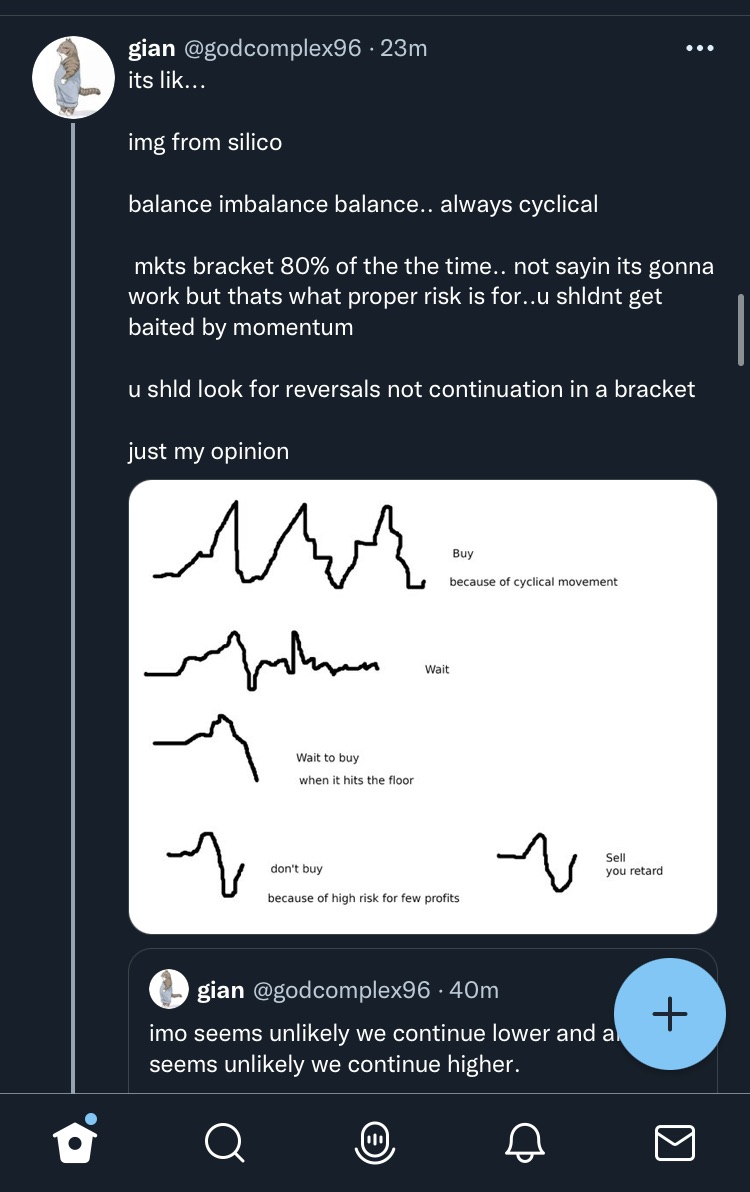 gian @godcomplex96 · 23m
its lik...
img from silico
balance imbalance balance.. always cyclical
mkts bracket 80% of the the time.. not sayin its gonna
work but thats what proper risk is for..u shldnt get
baited by momentum
u shld look for reversals not continuation in a bracket
just my opinion
Buy
because of cyclical movement
Wait
Wait to buy
when it hits the floor
don't buy
because of high risk for few profits
Sell
you retard
gian @godcomplex96 · 40m
imo seems unlikely we continue lower and
seems unlikely we continue higher.